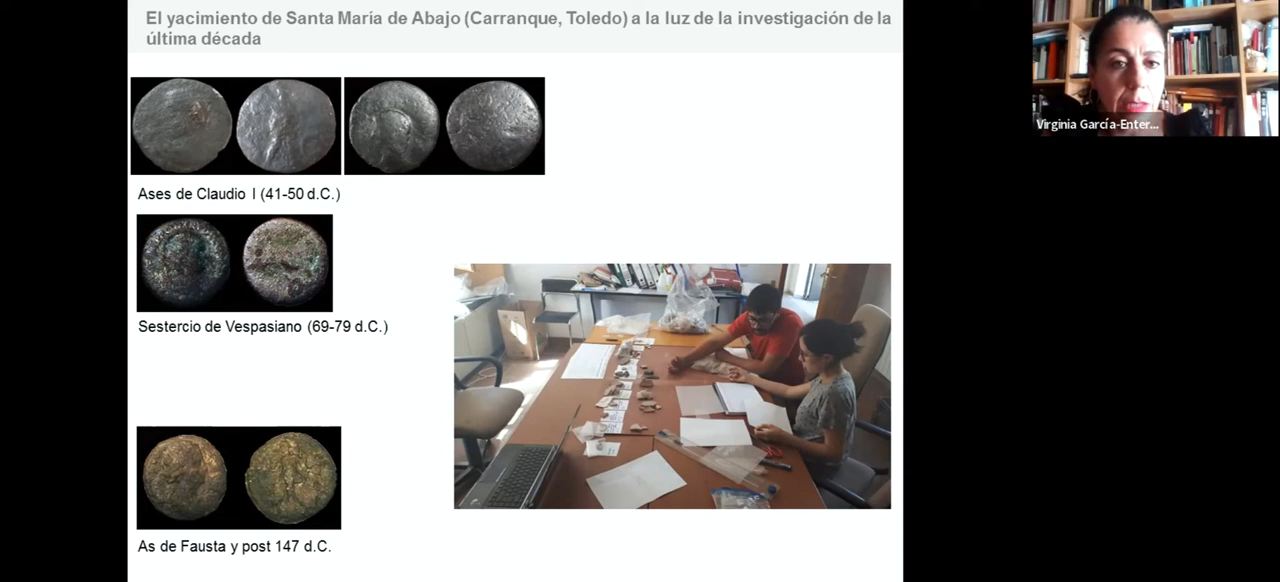 El yacimiento de Santa María de Abajo (Carranque, Toledo) a la luz de la investigación de la
última década
Virginia García-Enter...
Ases de Claudio I (41-50 d.C.)
Sestercio de Vespasiano (69-79 d.C.)
As de Fausta y post 147 d.C.